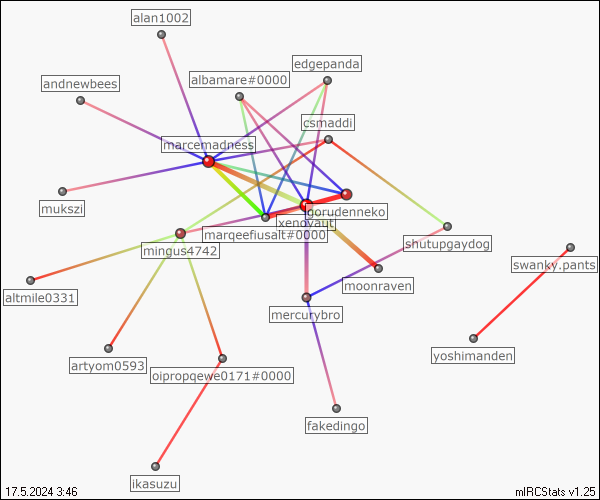 alan1002
edgepanda
albamare#0000
andnewbees
csmaddi
marcemadness
mukszi
gorudenneko
xenovaut
marqeefiusalt#0000
shutupgaydog
mingus4742
swanky.pants
moonraven
altmile0331
mercurybro
yoshimanden
artyom0593
oipropqewe0171#0000
fakedingo
ikasuzu
17.5.2024 3:46
mIRCStats v1.25